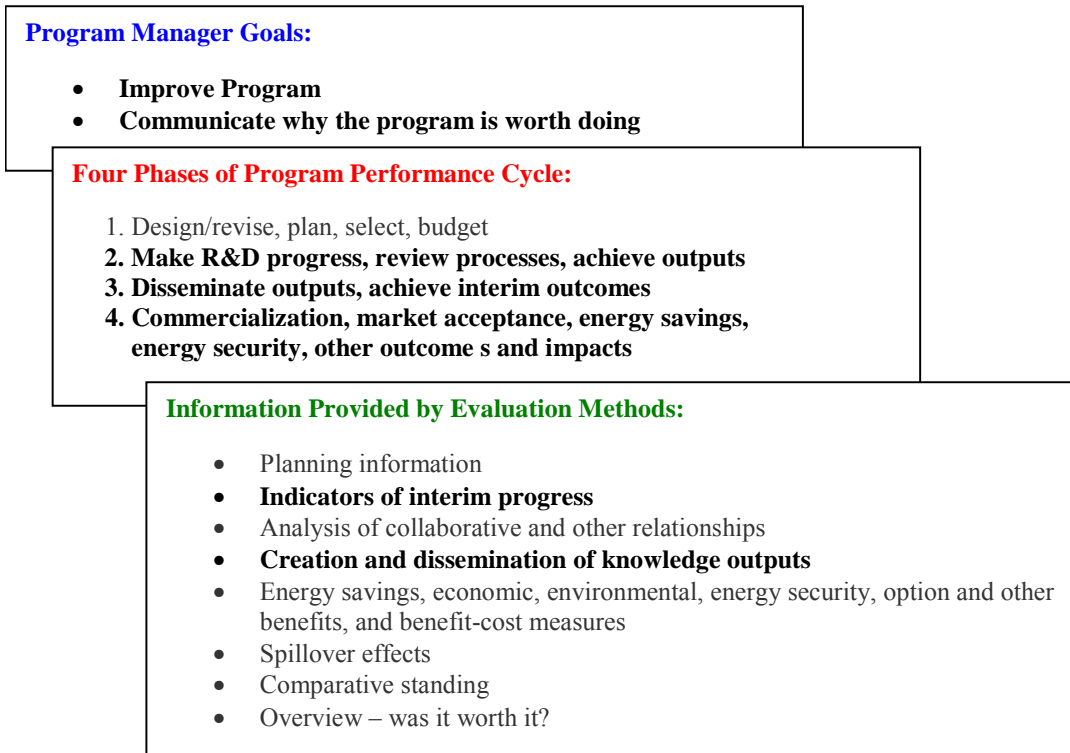 Program Manager Goals:
• Improve Program
• Communicate why the program is worth doing
Four Phases of Program Performance Cycle:
1. Design/revise, plan, select, budget
2. Make R&D progress, review processes, achieve outputs
3. Disseminate outputs, achieve interim outcomes
4. Commercialization, market acceptance, energy savings,
energy security, other outcome s and impacts
Information Provided by Evaluation Methods:
• Planning information
• Indicators of interim progress
• Analysis of collaborative and other relationships
• Creation and dissemination of knowledge outputs
• Energy savings, economic, environmental, energy security, option and other
benefits, and benefit-cost measures
• Spillover effects
• Comparative standing
• Overview – was it worth it?